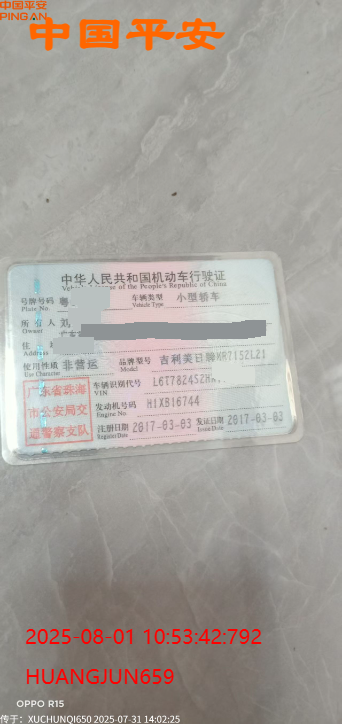 中国平安
PING AN
中国平安
中华人民共和国机动车行驶证
Vehicle License of the People's Republic of China
号牌号码 粤
Plate No.
车辆类型 小型轿车
Vehicle Type
所有人 刘
Owner
广东省
住
Address
使用性质 非营运
Use Character
品牌型号 吉利美日牌MR7152L21
Model
广东省珠海
市公安局交
通警察支队
车辆识别代号 L6T7824S2H
VIN
发动机号码 H1XB16744
Engine No.
注册日期 2017-03-03
Register Date
发证日期 2017-03-03
Issue Date
2025-08-01 10:53:42:792
HUANGJUN659
OPPO R15
传于：XUCHUNQI650 2025-07-31 14:02:25